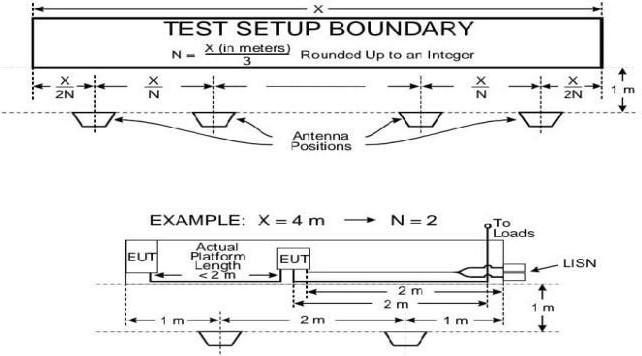 X
TEST SETUP BOUNDARY
N = X (in meters) / 3 Rounded Up to an Integer
X/2N X/N X/N X/2N 1 m
Antenna
Positions
EXAMPLE: X = 4 m → N = 2
To
Loads
EUT
Actual
Platform
Length
< 2 m
EUT
LISN
2 m
2 m
1 m
1 m 2 m 1 m